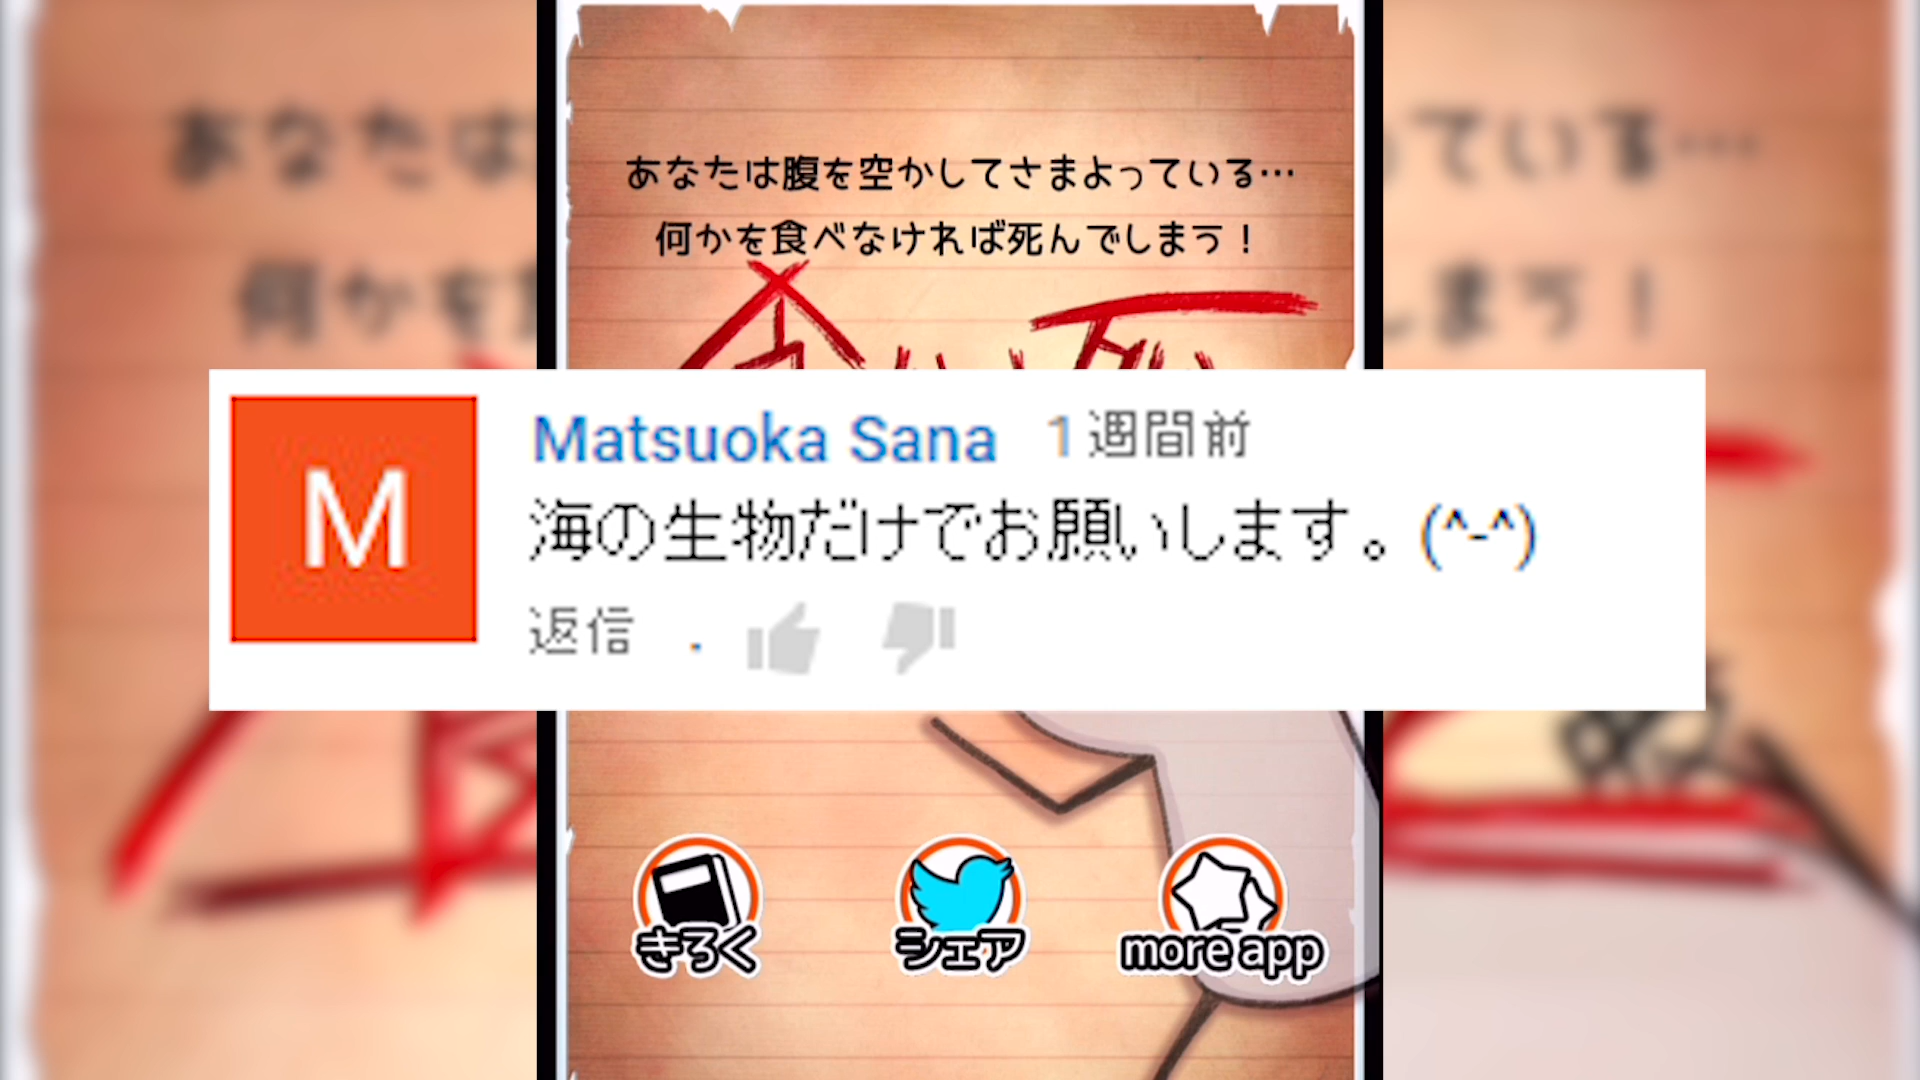 あなたは腹を空かしてさまよっている…
何かを食べなければ死んでしまう！
M
Matsuoka Sana 1週間前
海の生物だけでお願いします。(^-^)
返信
きろく
シェア
more app